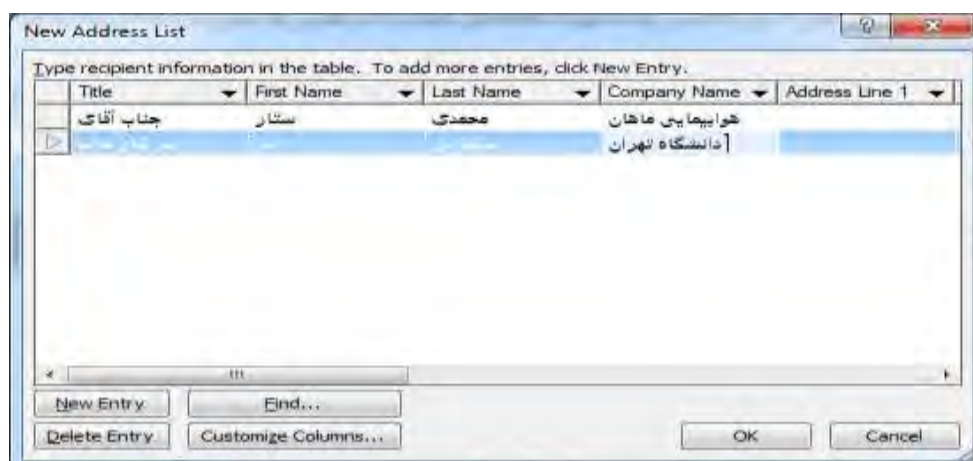 New Address List
Type recipient information in the table. To add more entries, click New Entry.
Title First Name Last Name Company Name Address Line 1
جناب آقای ستار محمدی هواپیمایی ماهان
دانشگاه تهران
New Entry Find...
Delete Entry Customize Columns... OK Cancel